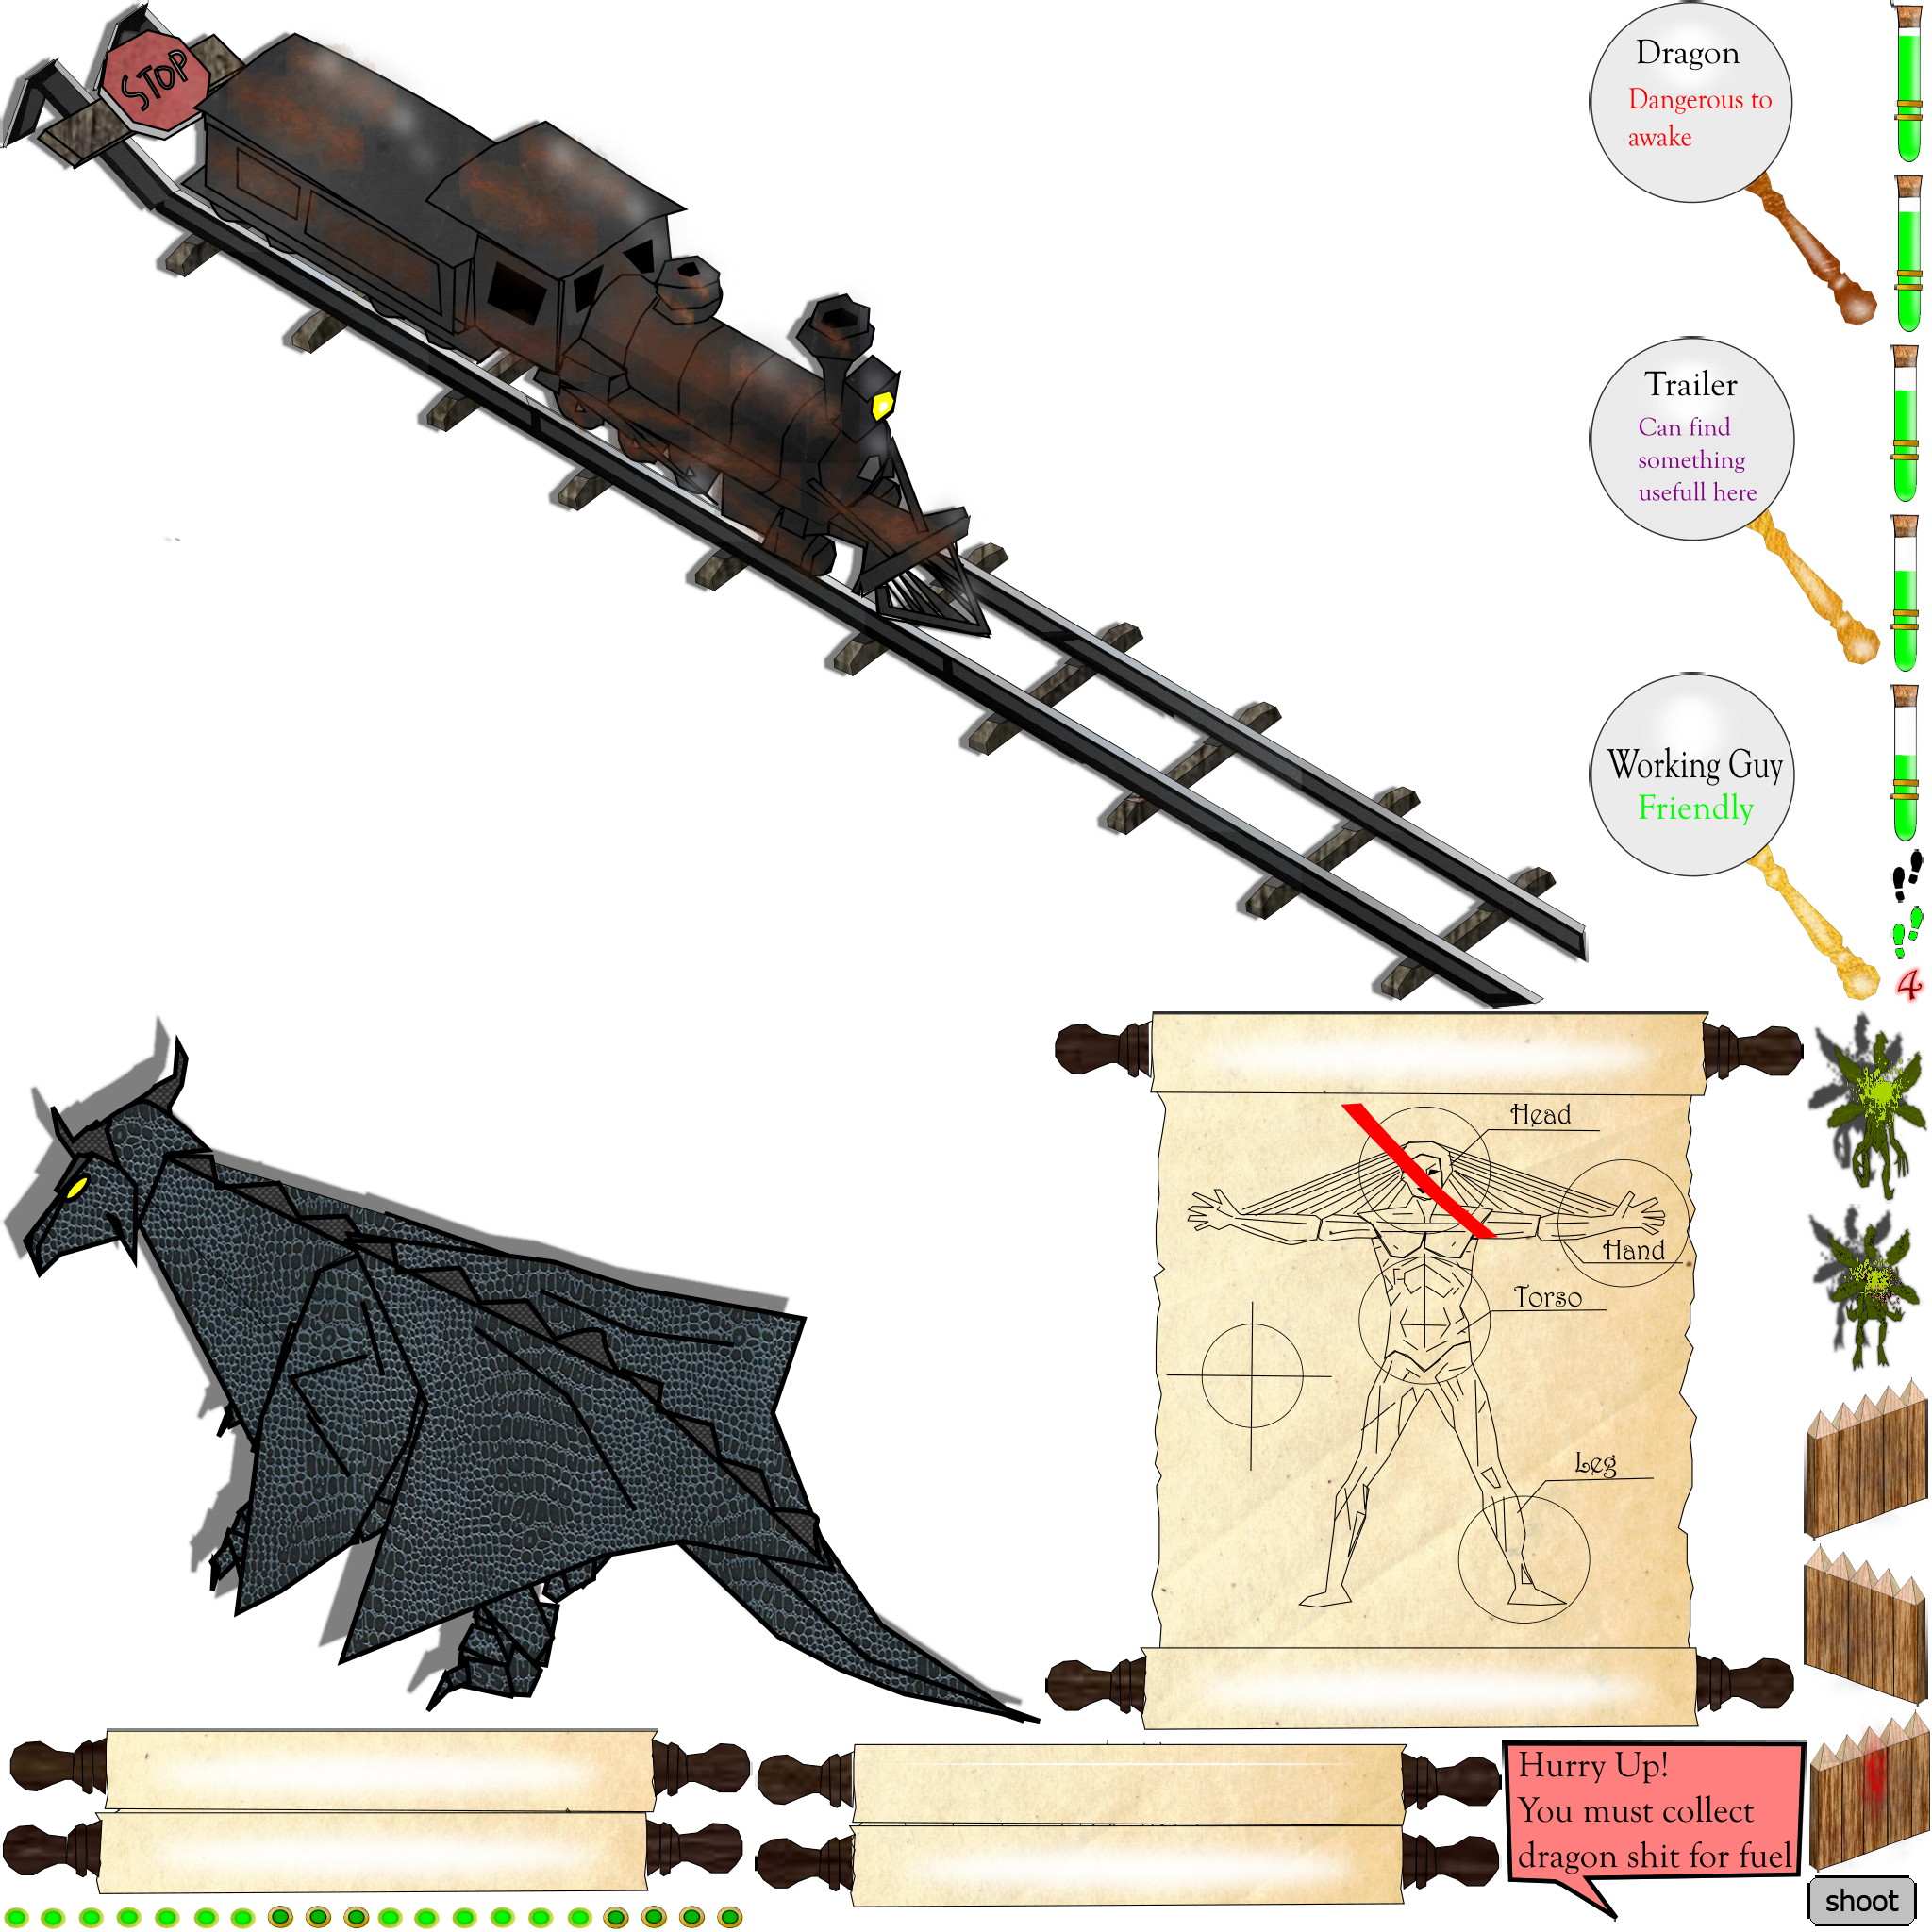 STOP
Dragon
Dangerous to
awake
Trailer
Can find
something
usefull here
Working Guy
Friendly
4
Head
Hand
Torso
Leg
Hurry Up!
You must collect
dragon shit for fuel
shoot